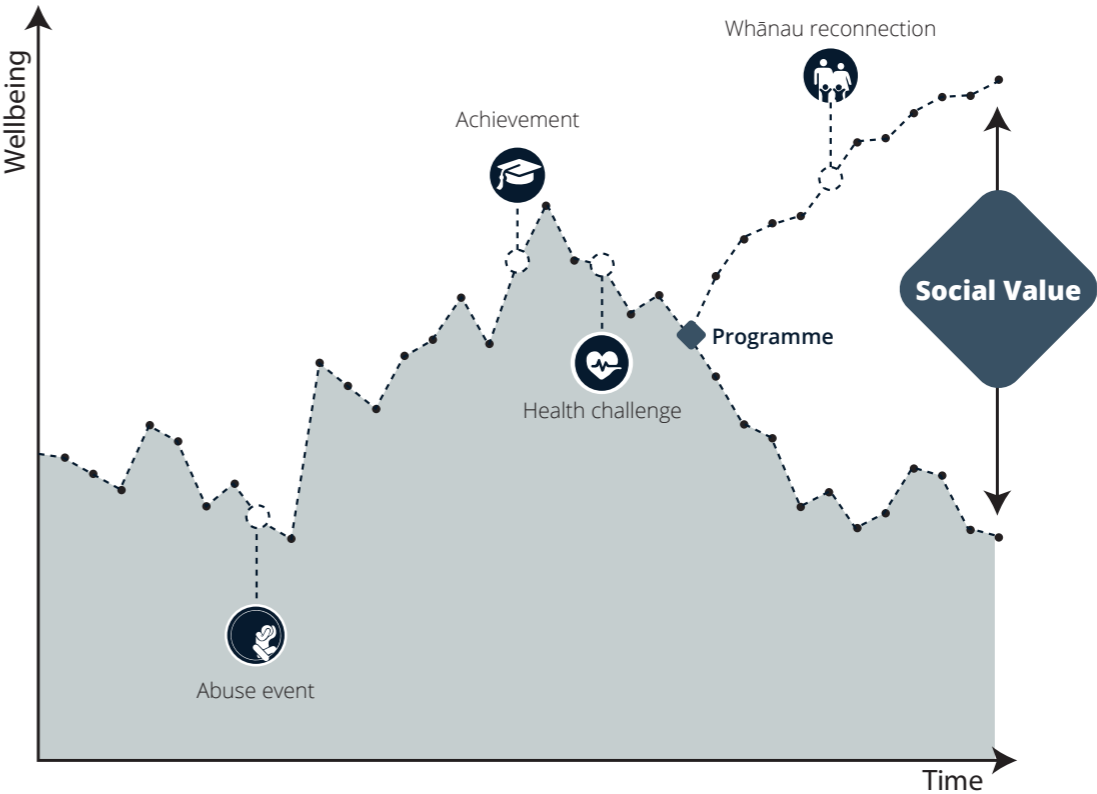 Whānau reconnection
Wellbeing
Achievement
Social Value
Programme
Health challenge
Abuse event
Time